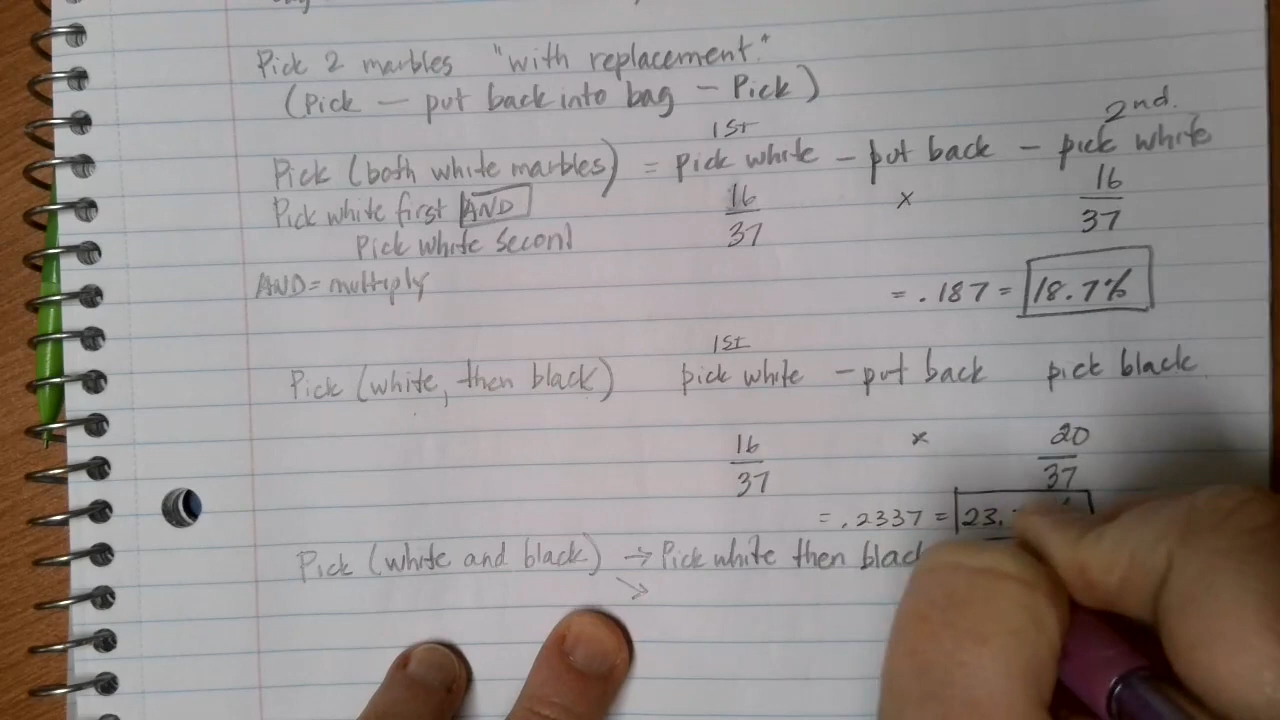 Pick 2 marbles "with replacement."
(Pick — put back into bag — Pick)
1st 2nd.
Pick (both white marbles) = pick white — put back — pick white
Pick white first AND 16/37 x 16/37
Pick white second
AND = multiply
= .187 = 18.7%
1st
Pick (white, then black) pick white — put back pick black
16/37 x 20/37
= .2337 = 23.
Pick (white and black) → Pick white then
→